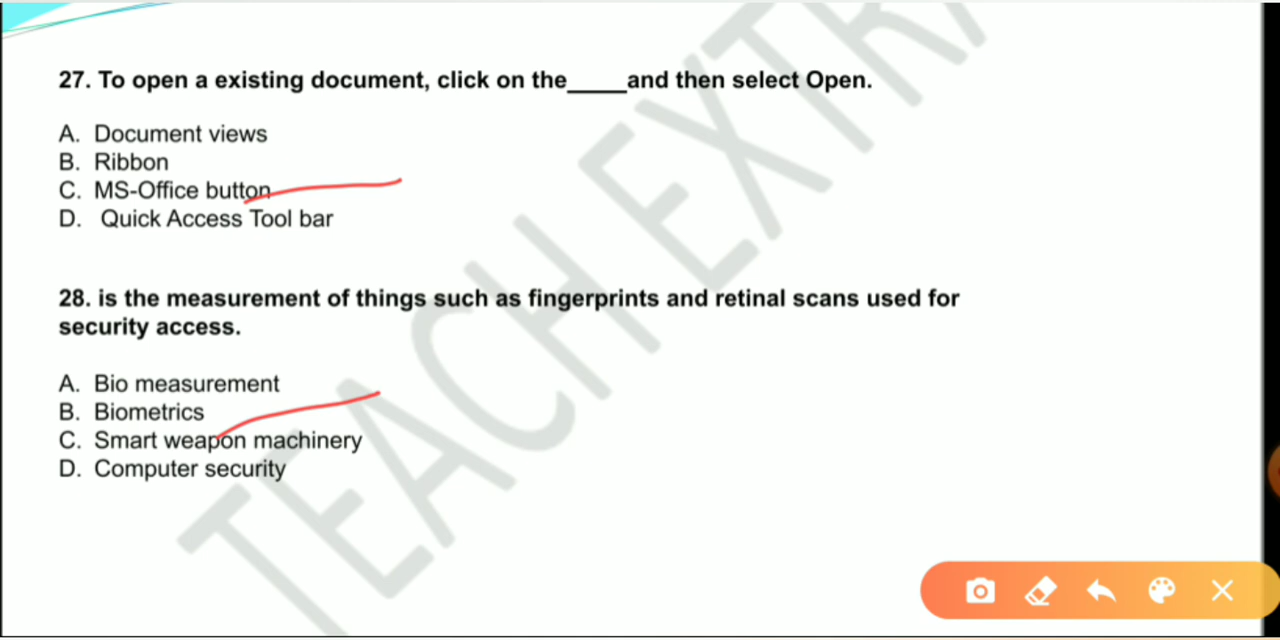 27. To open a existing document, click on the_____and then select Open.
A. Document views
B. Ribbon
C. MS-Office button
D. Quick Access Tool bar
28. is the measurement of things such as fingerprints and retinal scans used for
security access.
A. Bio measurement
B. Biometrics
C. Smart weapon machinery
D. Computer security
TEACH EXTRA